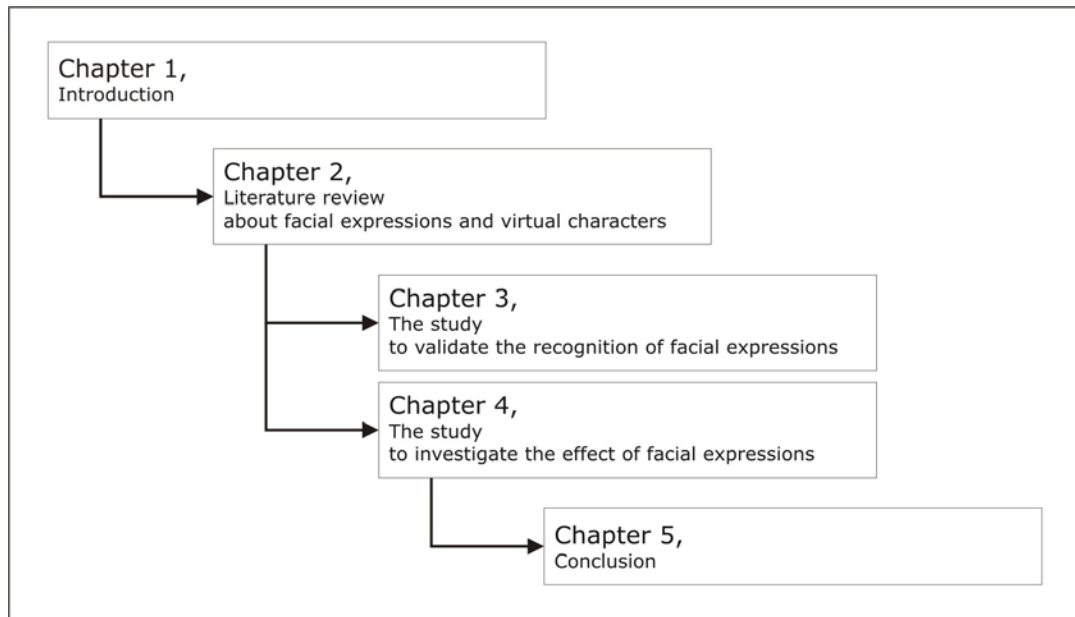 Chapter 1,
Introduction
Chapter 2,
Literature review
about facial expressions and virtual characters
Chapter 3,
The study
to validate the recognition of facial expressions
Chapter 4,
The study
to investigate the effect of facial expressions
Chapter 5,
Conclusion